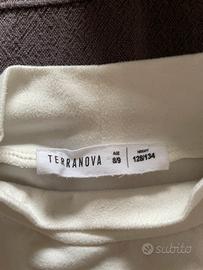 TERRANOVA
AGE
8/9
HEIGHT
128/134
subito